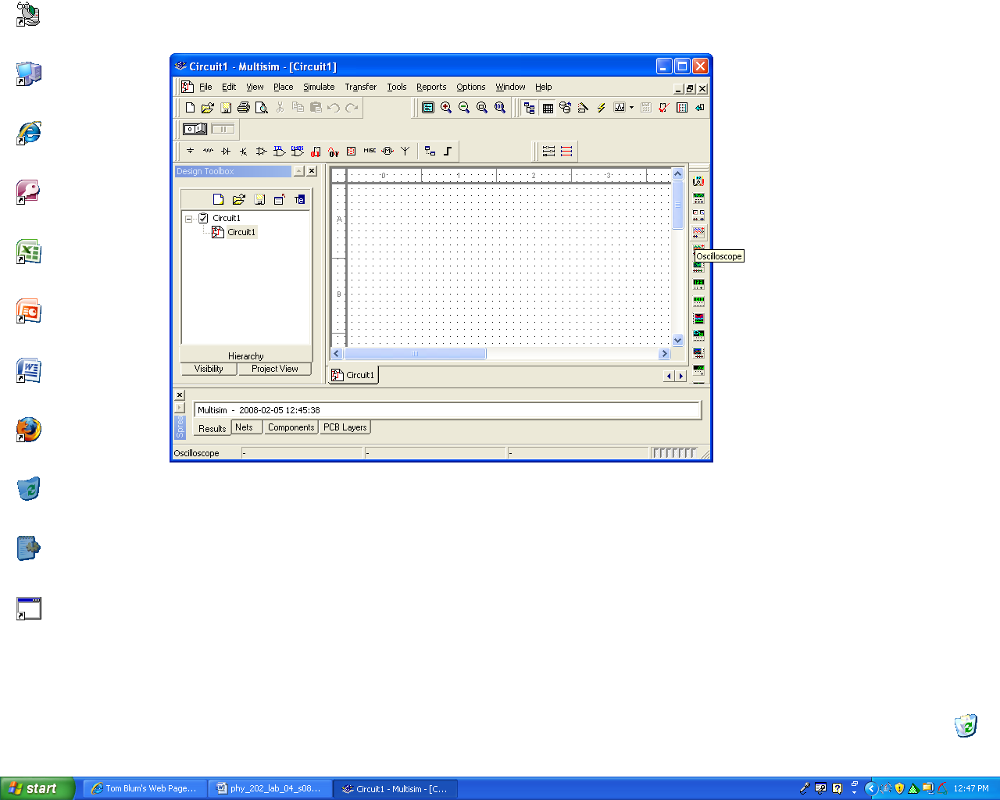 Circuit1 - Multisim - [Circuit1]
File Edit View Place Simulate Transfer Tools Reports Options Window Help
MISC
Design Toolbox
0 1 2 3
A
B
Circuit1
Circuit1
Oscilloscope
Hierarchy
Visibility Project View
Circuit1
Multisim - 2008-02-05 12:45:38
Sprea
Results Nets Components PCB Layers
Oscilloscope - - -
start Tom Blum's Web Page... phy_202_lab_04_s08... Circuit1 - Multisim - [C... 12:47 PM